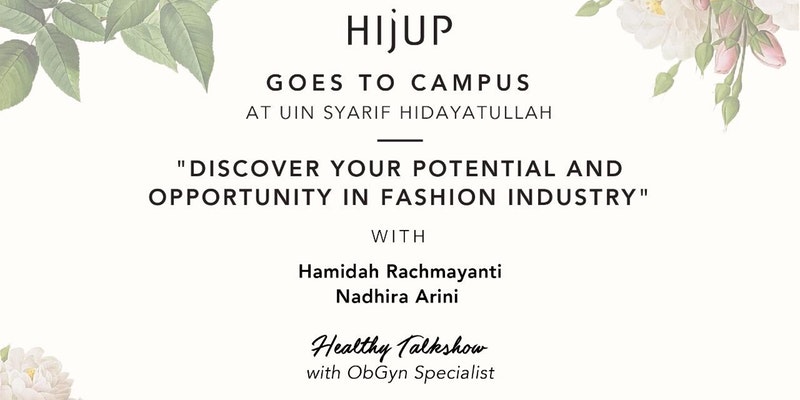 HIJUP
GOES TO CAMPUS
AT UIN SYARIF HIDAYATULLAH
"DISCOVER YOUR POTENTIAL AND
OPPORTUNITY IN FASHION INDUSTRY"
WITH
Hamidah Rachmayanti
Nadhira Arini
Healthy Talkshow
with ObGyn Specialist